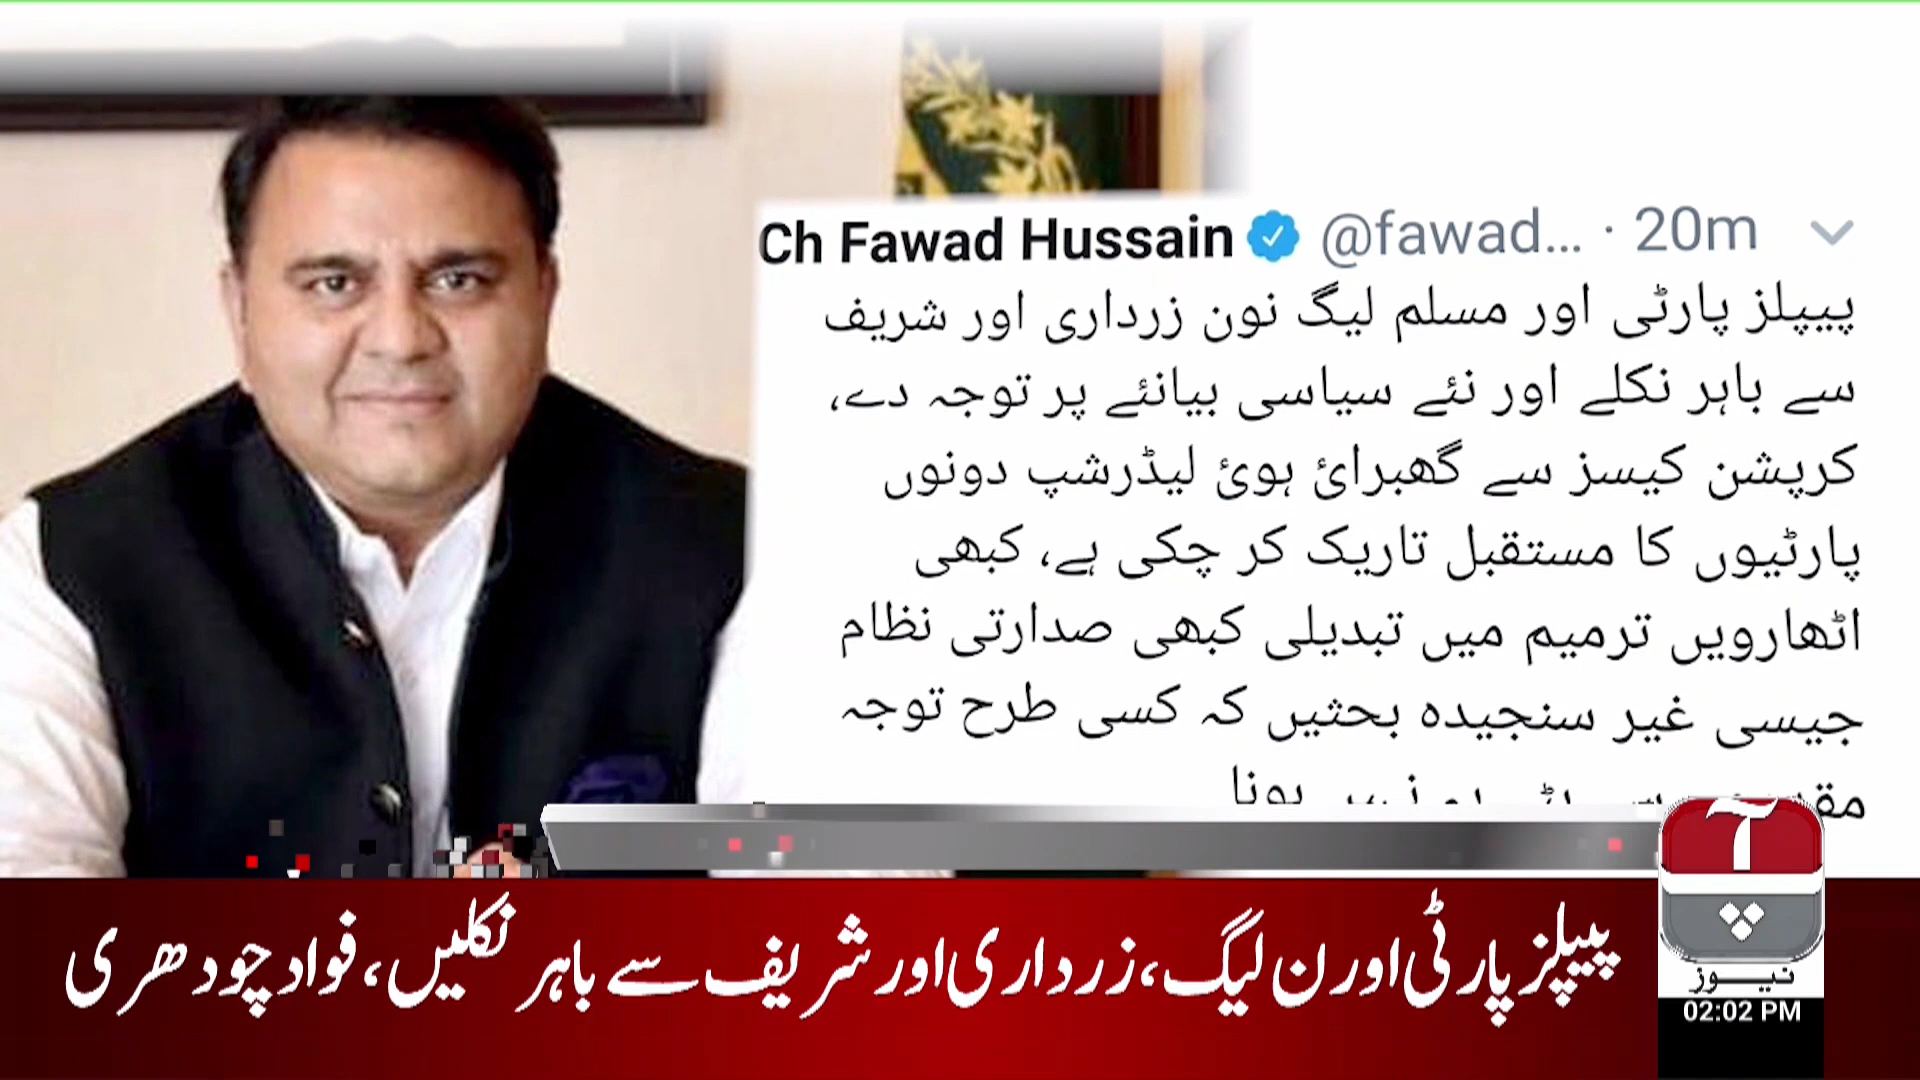 Ch Fawad Hussain @fawad... · 20m
پیپلز پارٹی اور مسلم لیگ نون زرداری اور شریف
سے باہر نکلے اور نئے سیاسی بیانئے پر توجہ دے،
کرپشن کیسز سے گھبرائ ہوئ لیڈرشپ دونوں
پارٹیوں کا مستقبل تاریک کر چکی ہے، کبھی
اٹھارویں ترمیم میں تبدیلی کبھی صدارتی نظام
جیسی غیر سنجیدہ بحثیں کہ کسی طرح توجہ
ہونا
پیپلز پارٹی اور ن لیگ، زرداری اور شریف سے باہر نکلیں، فواد چودھری
آپ
نیوز
02:02 PM